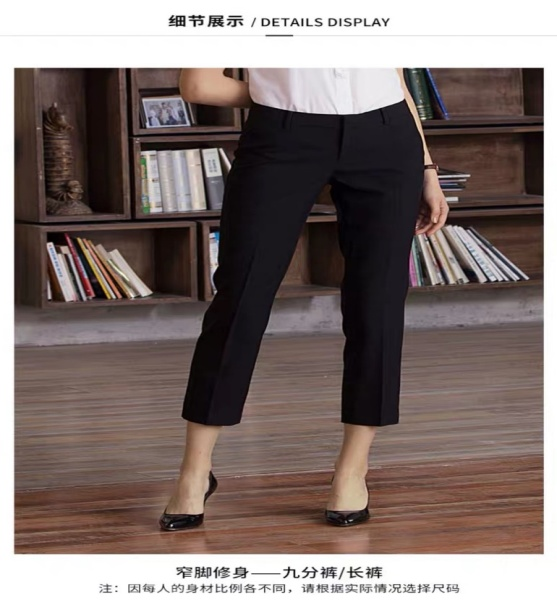 细节展示 / DETAILS DISPLAY
窄脚修身——九分裤/长裤
注：因每人的身材比例各不同，请根据实际情况选择尺码